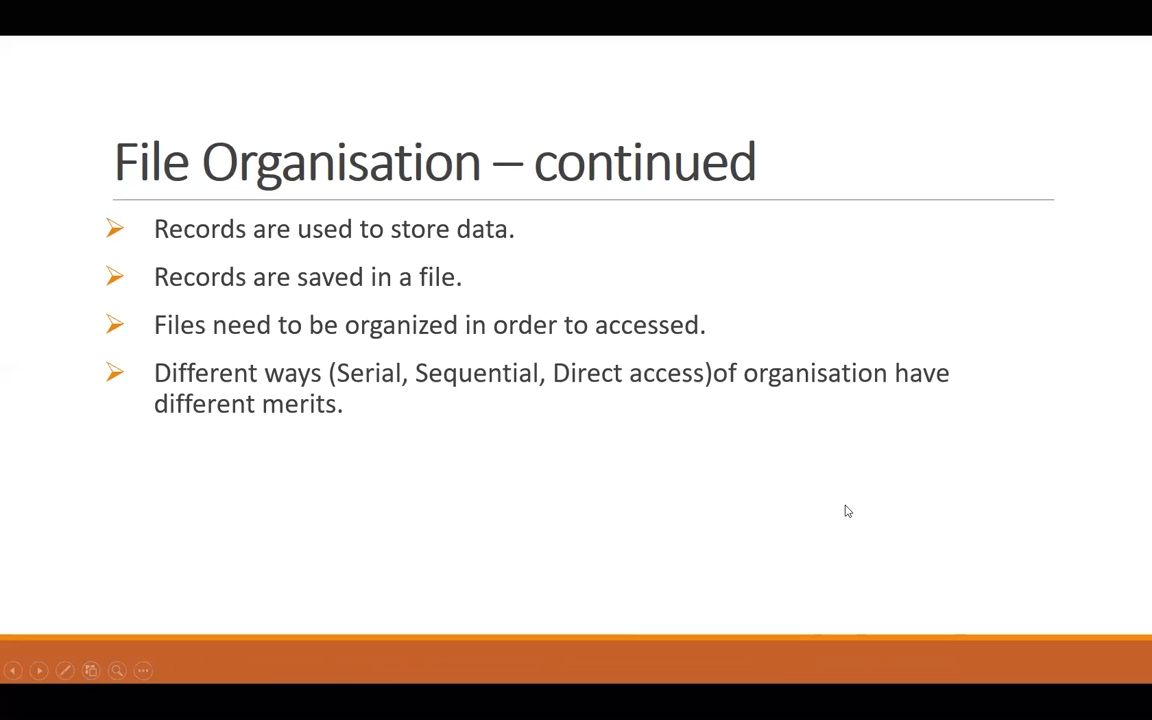 File Organisation – continued
Records are used to store data.
Records are saved in a file.
Files need to be organized in order to accessed.
Different ways (Serial, Sequential, Direct access)of organisation have
different merits.